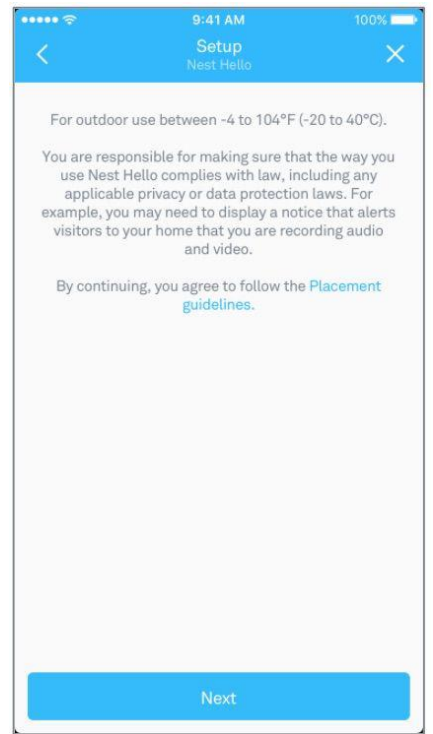 9:41 AM
100%
Setup
Nest Hello
For outdoor use between -4 to 104°F (-20 to 40°C).
You are responsible for making sure that the way you
use Nest Hello complies with law, including any
applicable privacy or data protection laws. For
example, you may need to display a notice that alerts
visitors to your home that you are recording audio
and video.
By continuing, you agree to follow the Placement
guidelines.
Next